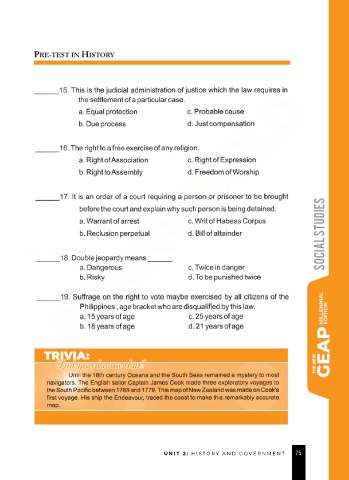 PRE-TEST IN HISTORY
______15. This is the judicial administration of justice which the law requires in
the settlement of a particular case.
a. Equal protection c. Probable cause
b. Due process d. Just compensation
______16. The right to a free exercise of any religion.
a. Right of Association c. Right of Expression
b. Right to Assembly d. Freedom of Worship
______17. It is an order of a court requiring a person or prisoner to be brought
before the court and explain why such person is being detained.
a. Warrant of arrest c. Writ of Habeas Corpus
b. Reclusion perpetual d. Bill of attainder
______18. Double jeopardy means ______.
a. Dangerous c. Twice in danger
b. Risky d. To be punished twice
______19. Suffrage on the right to vote maybe exercised by all citizens of the
Philippines , age bracket who are disqualified by this law.
a. 15 years of age c. 25 years of age
b. 18 years of age d. 21 years of age
TRIVIA:
Until the 18th century Oceana and the South Seas remained a mystery to most
navigators. The English sailor Captain James Cook made three exploratory voyages to
the South Pacific between 1768 and 1779. This map of New Zealand was made on Cook's
first voyage. His ship the Endeavour, traced the coast to make this remarkably accurate
map.
SOCIAL STUDIES
THE NEW
GEAP MILLENNIAL
EDITION
UNIT 2: HISTORY AND GOVERNMENT 75